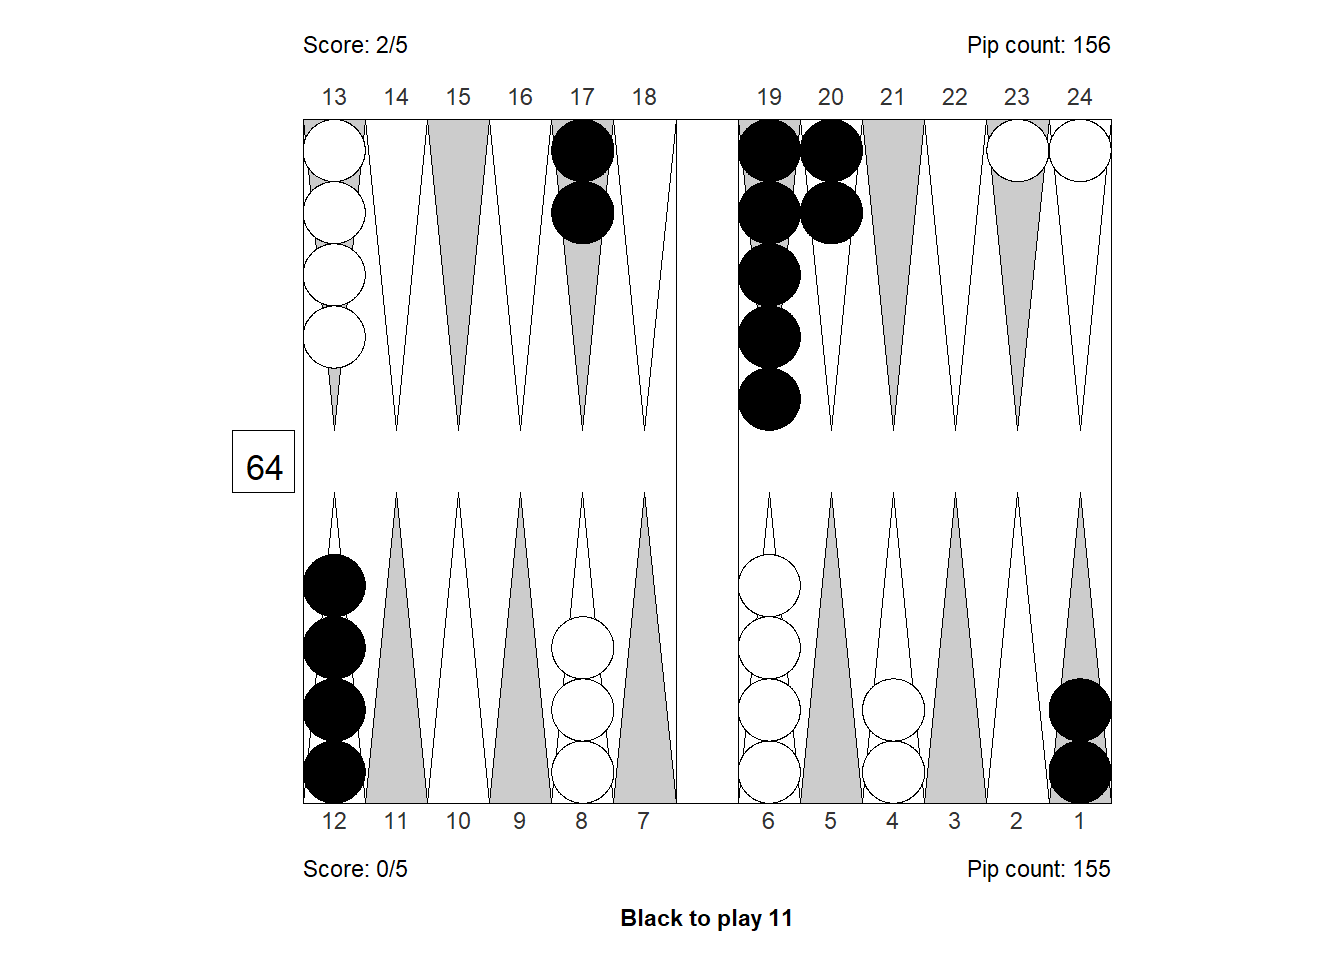 Score: 2/5 Pip count: 156
13 14 15 16 17 18 19 20 21 22 23 24
64
12 11 10 9 8 7 6 5 4 3 2 1
Score: 0/5 Pip count: 155
Black to play 11